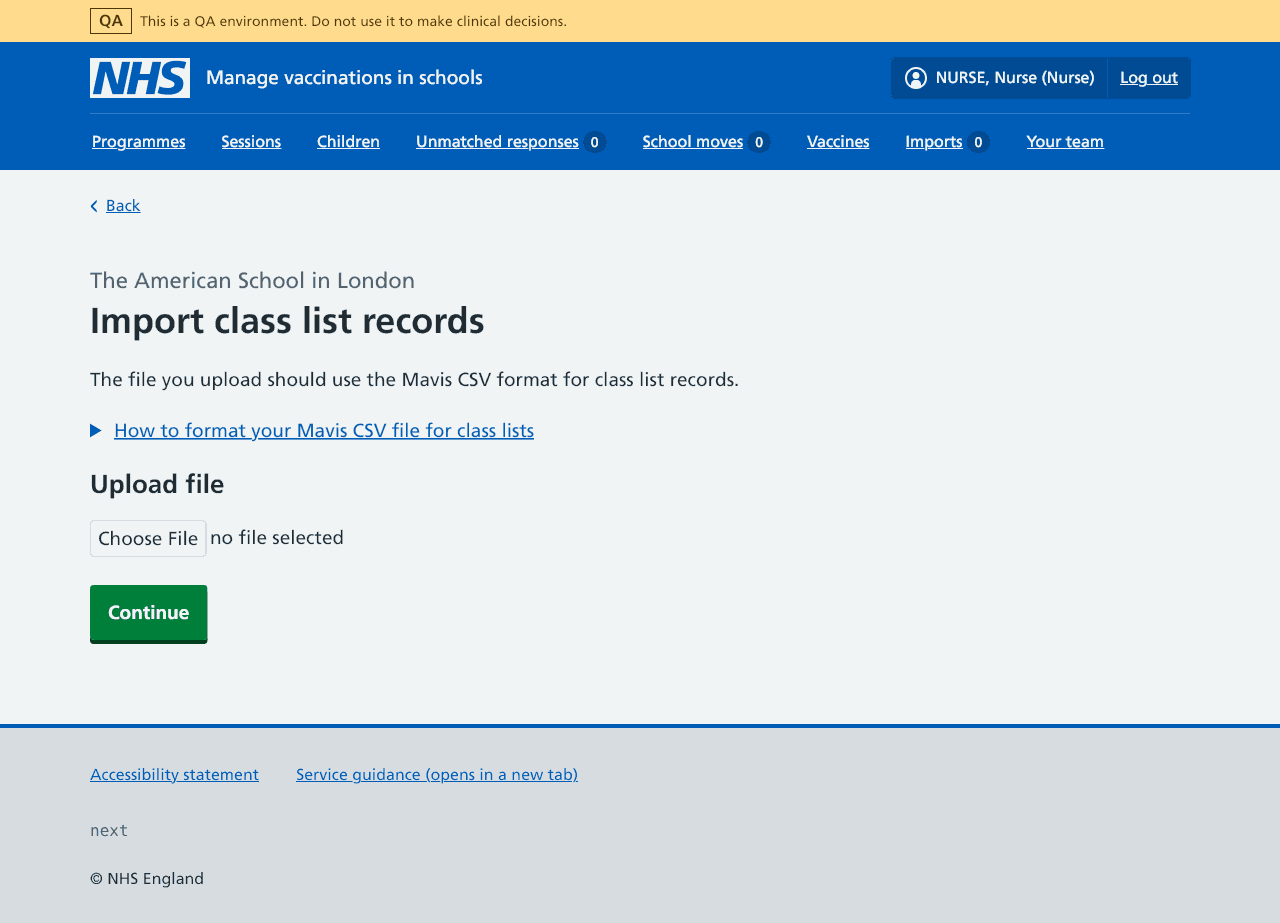 QA This is a QA environment. Do not use it to make clinical decisions.
NHS Manage vaccinations in schools NURSE, Nurse (Nurse) Log out
Programmes Sessions Children Unmatched responses 0 School moves 0 Vaccines Imports 0 Your team
Back
The American School in London
Import class list records
The file you upload should use the Mavis CSV format for class list records.
How to format your Mavis CSV file for class lists
Upload file
Choose File no file selected
Continue
Accessibility statement Service guidance (opens in a new tab)
next
© NHS England